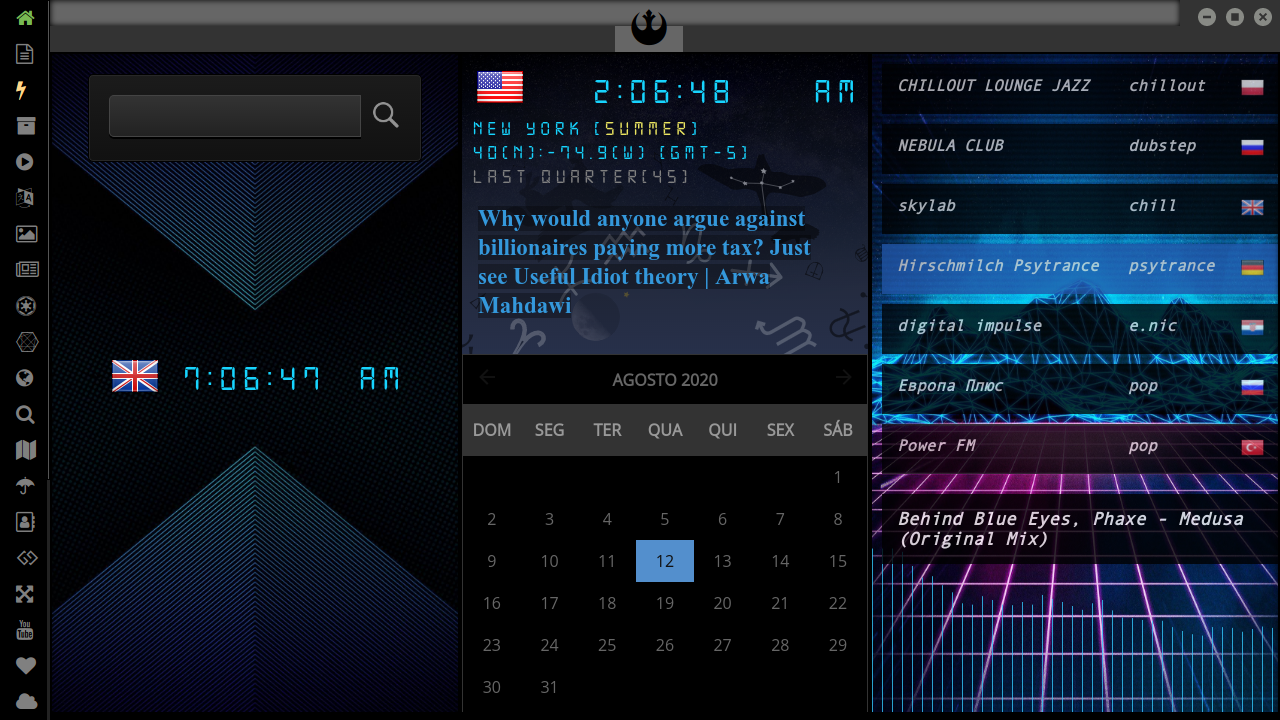 7:06:47 AM
2:06:48 AM
NEW YORK (SUMMER)
40(N):-74.9(W) (GMT-5)
LAST QUARTER(45)
Why would anyone argue against
billionaires paying more tax? Just
see Useful Idiot theory | Arwa
Mahdawi
AGOSTO 2020
DOM SEG TER QUA QUI SEX SÁB
1
2 3 4 5 6 7 8
9 10 11 12 13 14 15
16 17 18 19 20 21 22
23 24 25 26 27 28 29
30 31
CHILLOUT LOUNGE JAZZ chillout
NEBULA CLUB dubstep
skylab chill
Hirschmilch Psytrance psytrance
digital impulse e.nic
Европа Плюс pop
Power FM pop
Behind Blue Eyes, Phaxe - Medusa
(Original Mix)
You
Tube